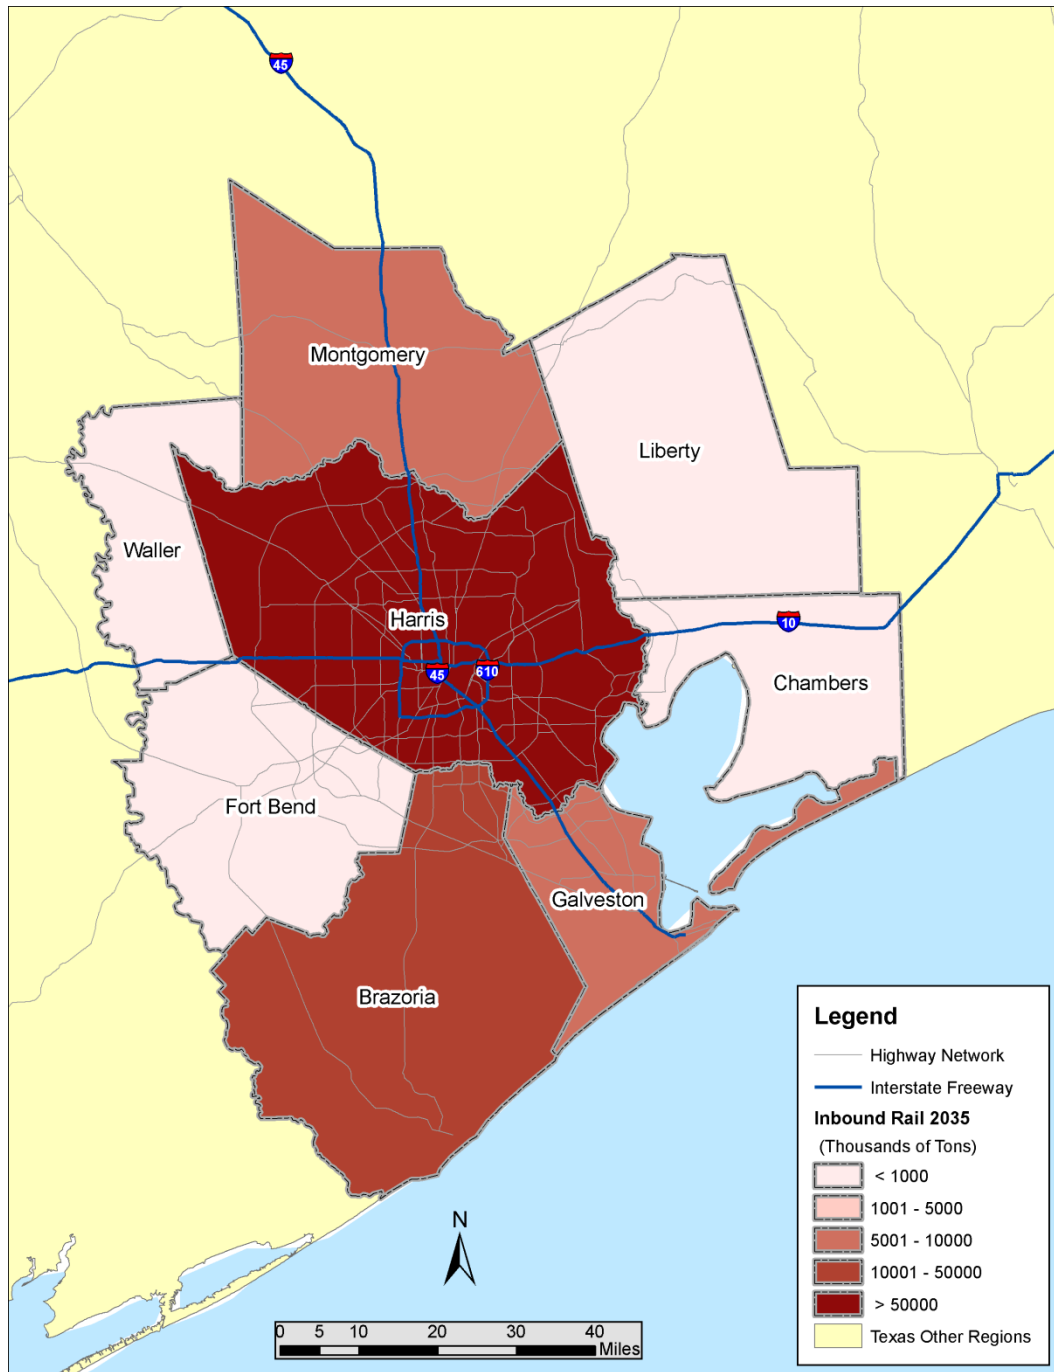 45
Montgomery
Liberty
Waller
Harris
10
45
610
Chambers
Fort Bend
Galveston
Brazoria
Legend
Highway Network
Interstate Freeway
Inbound Rail 2035
(Thousands of Tons)
< 1000
1001 - 5000
5001 - 10000
10001 - 50000
> 50000
Texas Other Regions
N
0 5 10 20 30 40
Miles